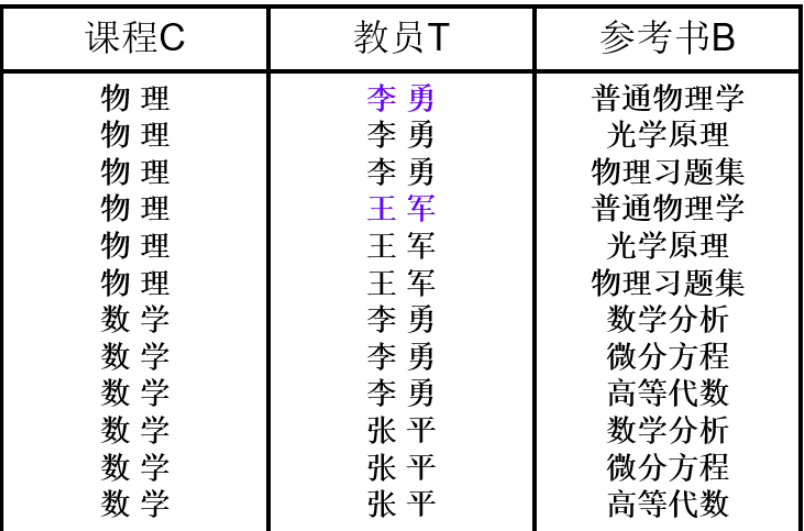 课程C 教员T 参考书B
物 理 李 勇 普通物理学
物 理 李 勇 光学原理
物 理 李 勇 物理习题集
物 理 王 军 普通物理学
物 理 王 军 光学原理
物 理 王 军 物理习题集
数 学 李 勇 数学分析
数 学 李 勇 微分方程
数 学 李 勇 高等代数
数 学 张 平 数学分析
数 学 张 平 微分方程
数 学 张 平 高等代数